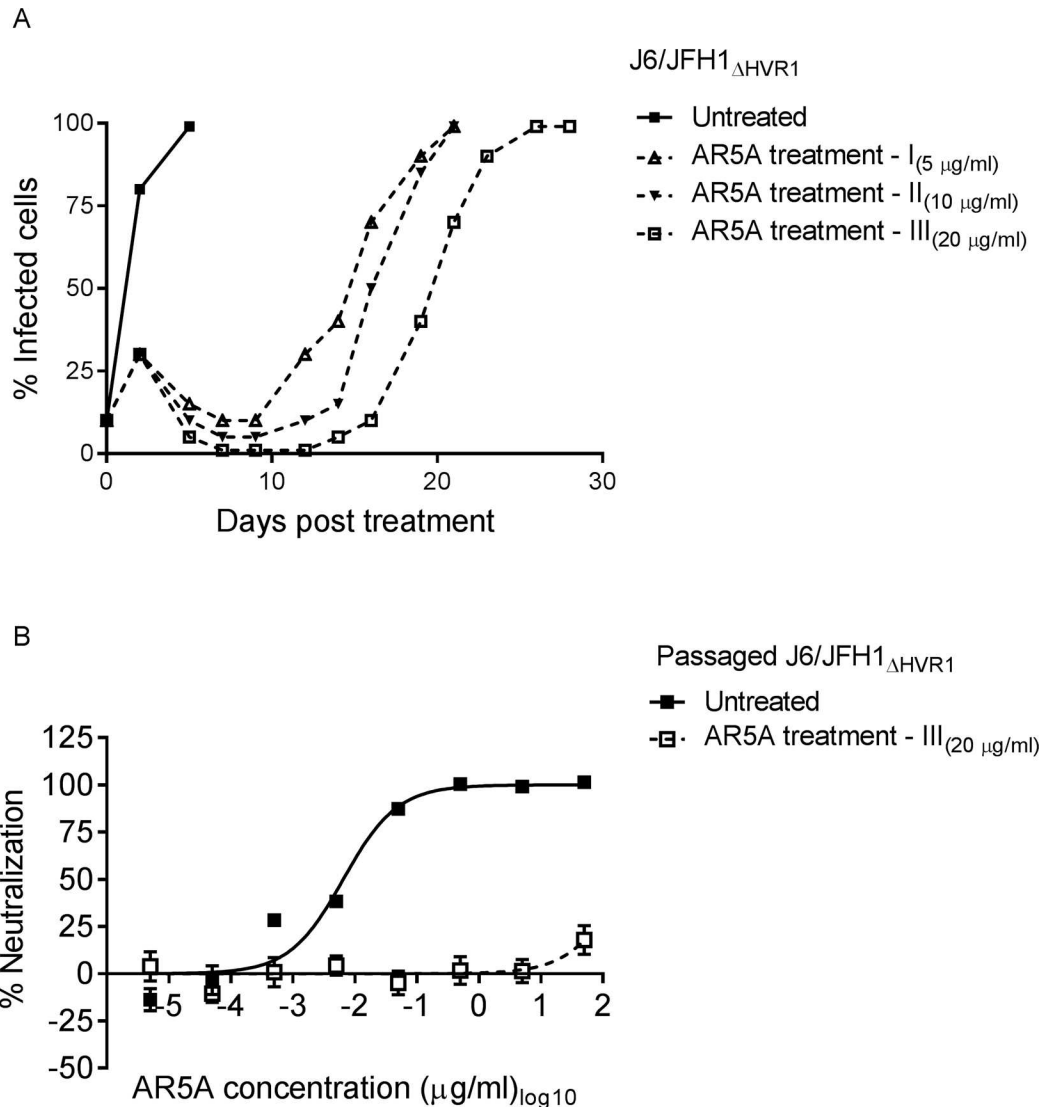 A
J6/JFH1ΔHVR1
Untreated
AR5A treatment - I(5 μg/ml)
AR5A treatment - II(10 μg/ml)
AR5A treatment - III(20 μg/ml)
% Infected cells
100
75
50
25
0
0 10 20 30
Days post treatment
B
Passaged J6/JFH1ΔHVR1
Untreated
AR5A treatment - III(20 μg/ml)
% Neutralization
125
100
75
50
25
0
-25
-50
-5 -4 -3 -2 -1 0 1 2
AR5A concentration (μg/ml)log10